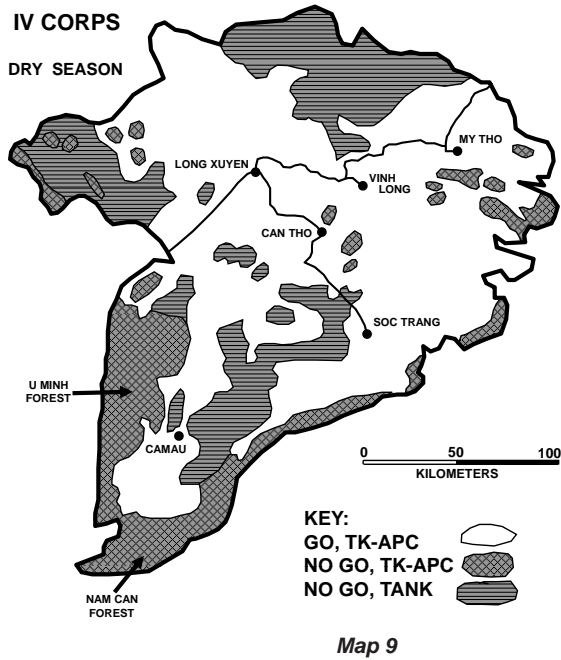 IV CORPS
DRY SEASON
MY THO
LONG XUYEN
VINH
LONG
CAN THO
SOC TRANG
U MINH
FOREST
CAMAU
0 50 100
KILOMETERS
KEY:
GO, TK-APC
NO GO, TK-APC
NO GO, TANK
NAM CAN
FOREST
Map 9